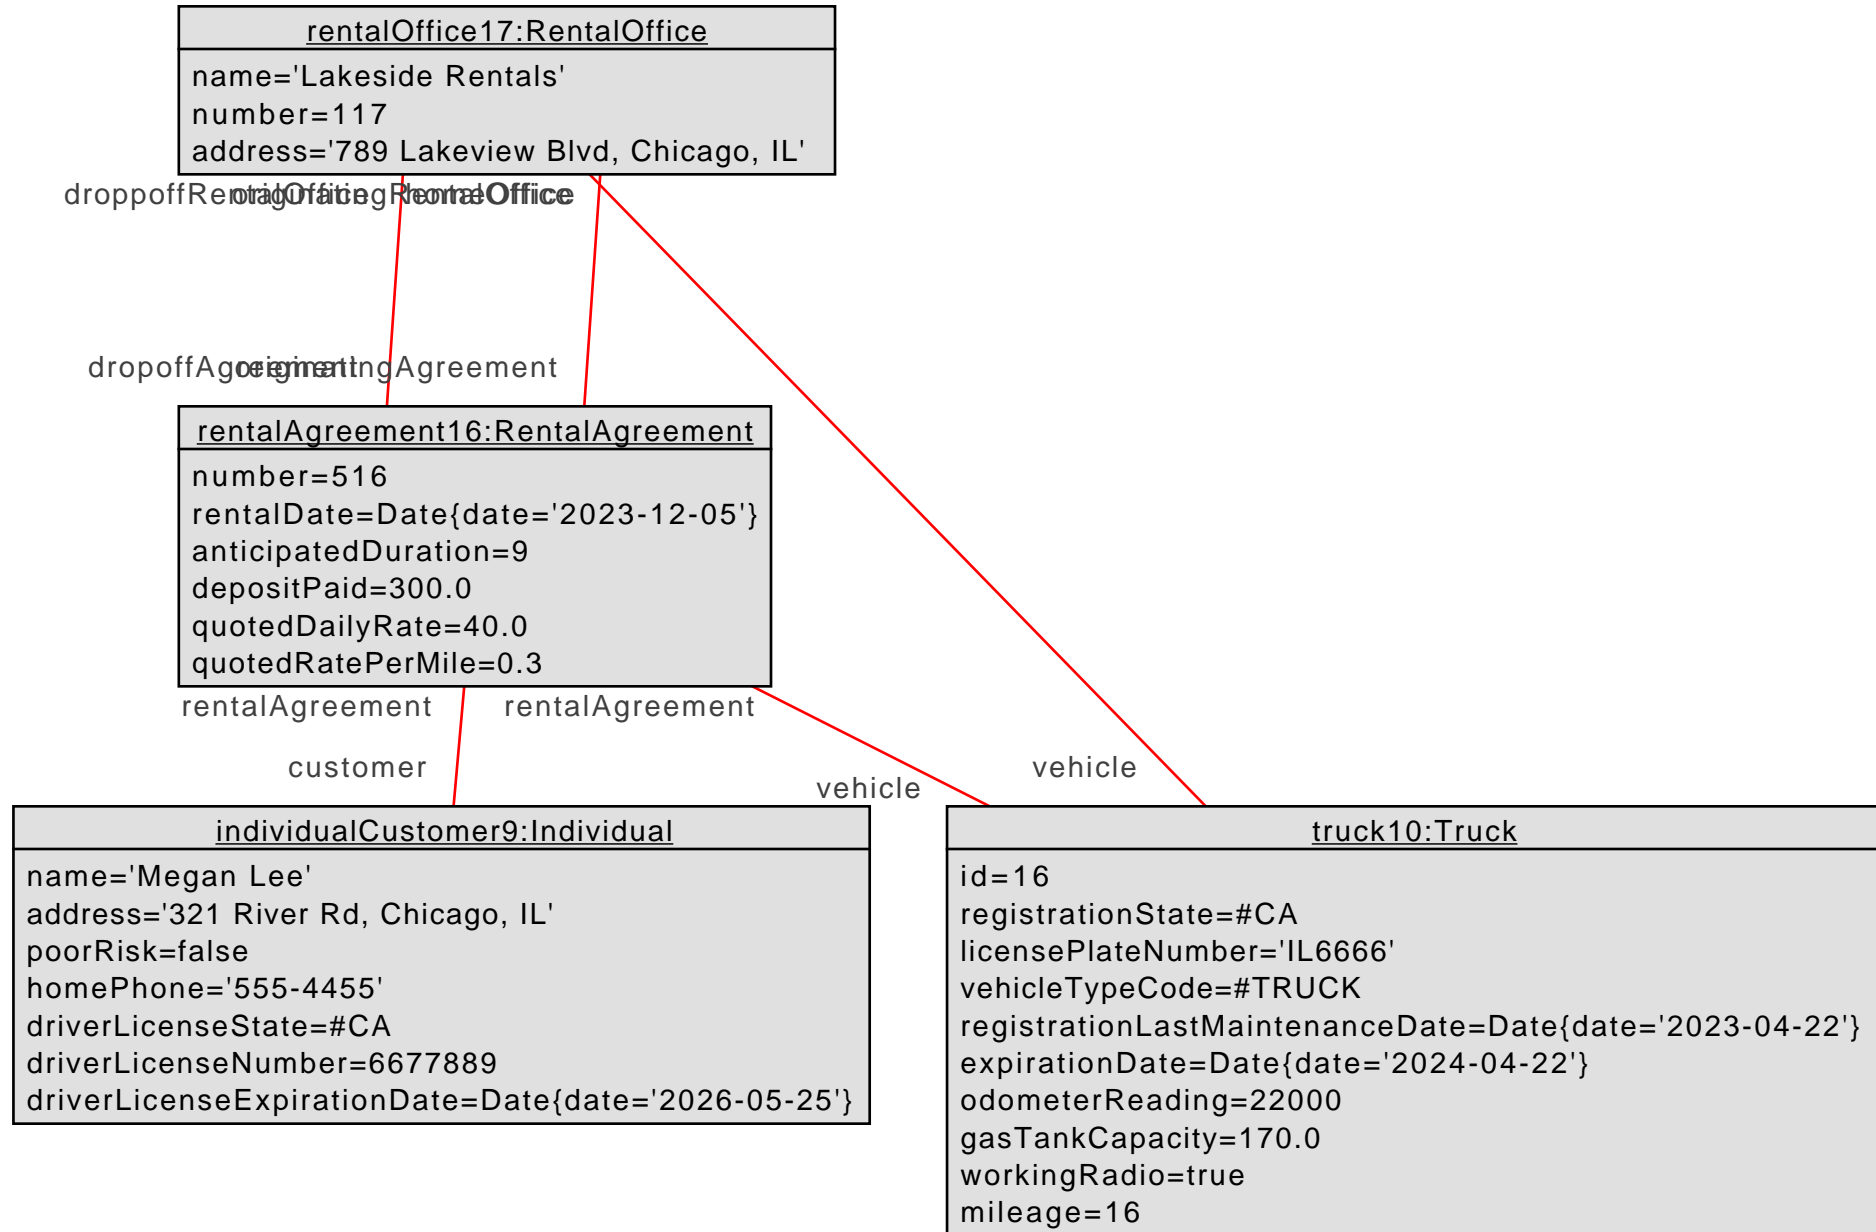 rentalOffice17:RentalOffice
name='Lakeside Rentals'
number=117
address='789 Lakeview Blvd, Chicago, IL'
droppoffRentalOffice originatingRentalOffice homeOffice
dropoffAgreement originatingAgreement
rentalAgreement16:RentalAgreement
number=516
rentalDate=Date{date='2023-12-05'}
anticipatedDuration=9
depositPaid=300.0
quotedDailyRate=40.0
quotedRatePerMile=0.3
rentalAgreement rentalAgreement
customer vehicle vehicle
individualCustomer9:Individual
name='Megan Lee'
address='321 River Rd, Chicago, IL'
poorRisk=false
homePhone='555-4455'
driverLicenseState=#CA
driverLicenseNumber=6677889
driverLicenseExpirationDate=Date{date='2026-05-25'}
truck10:Truck
id=16
registrationState=#CA
licensePlateNumber='IL6666'
vehicleTypeCode=#TRUCK
registrationLastMaintenanceDate=Date{date='2023-04-22'}
expirationDate=Date{date='2024-04-22'}
odometerReading=22000
gasTankCapacity=170.0
workingRadio=true
mileage=16